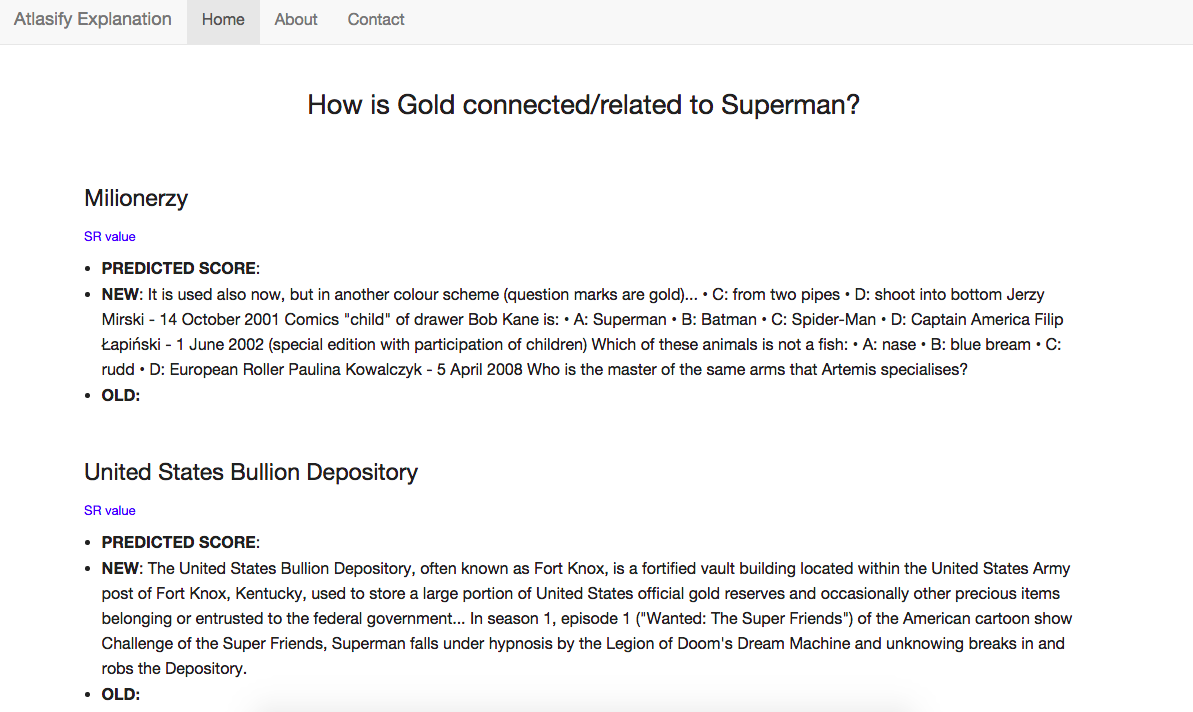 Atlasify Explanation Home About Contact
How is Gold connected/related to Superman?
Milionerzy
SR value
• PREDICTED SCORE:
• NEW: It is used also now, but in another colour scheme (question marks are gold)... • C: from two pipes • D: shoot into bottom Jerzy
Mirski - 14 October 2001 Comics "child" of drawer Bob Kane is: • A: Superman • B: Batman • C: Spider-Man • D: Captain America Filip
Łapiński - 1 June 2002 (special edition with participation of children) Which of these animals is not a fish: • A: nase • B: blue bream • C:
rudd • D: European Roller Paulina Kowalczyk - 5 April 2008 Who is the master of the same arms that Artemis specialises?
• OLD:
United States Bullion Depository
SR value
• PREDICTED SCORE:
• NEW: The United States Bullion Depository, often known as Fort Knox, is a fortified vault building located within the United States Army
post of Fort Knox, Kentucky, used to store a large portion of United States official gold reserves and occasionally other precious items
belonging or entrusted to the federal government... In season 1, episode 1 ("Wanted: The Super Friends") of the American cartoon show
Challenge of the Super Friends, Superman falls under hypnosis by the Legion of Doom's Dream Machine and unknowing breaks in and
robs the Depository.
• OLD: